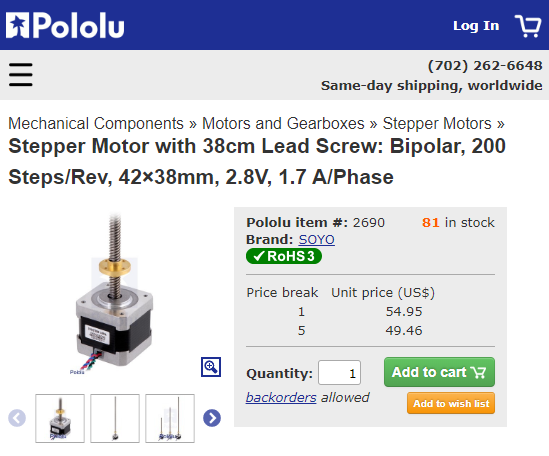 Pololu
Log In
(702) 262-6648
Same-day shipping, worldwide
Mechanical Components » Motors and Gearboxes » Stepper Motors »
Stepper Motor with 38cm Lead Screw: Bipolar, 200
Steps/Rev, 42×38mm, 2.8V, 1.7 A/Phase
Pololu item #: 2690
81 in stock
Brand: SOYO
✓RoHS 3
Price break Unit price (US$)
1 54.95
5 49.46
Quantity: 1
Add to cart
backorders allowed
Add to wish list
Pololu